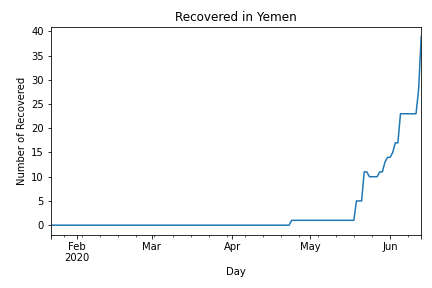 Recovered in Yemen
Number of Recovered
40
35
30
25
20
15
10
5
0
Feb
2020
Mar
Apr
May
Jun
Day